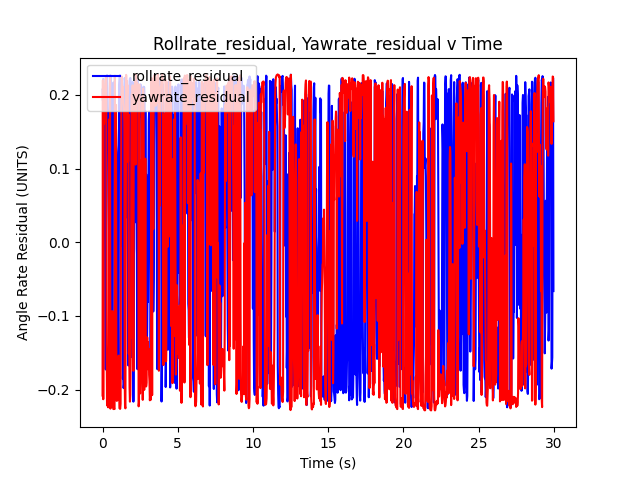 Rollrate_residual, Yawrate_residual v Time
rollrate_residual
yawrate_residual
Angle Rate Residual (UNITS)
0.2
0.1
0.0
−0.1
−0.2
0 5 10 15 20 25 30
Time (s)